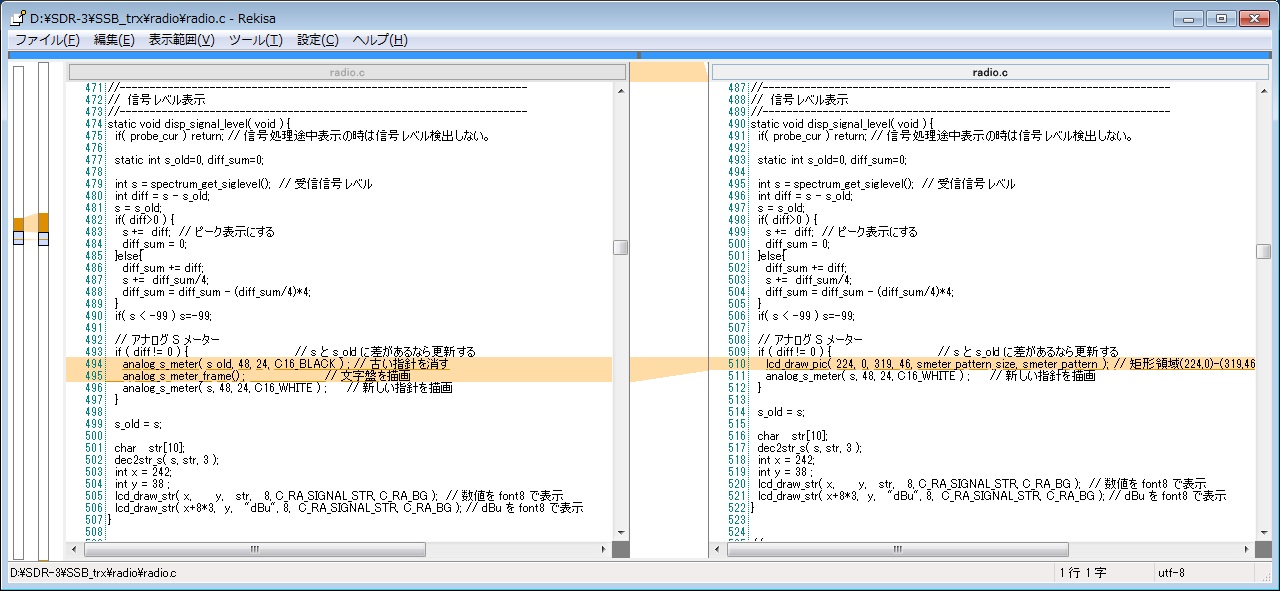 D:¥SDR-3¥SSB_trx¥radio¥radio.c - Rekisa
ファイル(F) 編集(E) 表示範囲(V) ツール(T) 設定(C) ヘルプ(H)
radio.c
471 //------------------------------------------------------------------------------
472 // 信号レベル表示
473 //------------------------------------------------------------------------------
474 static void disp_signal_level( void ) {
475 if( probe_cur ) return; // 信号処理途中表示の時は信号レベル検出しない。
476
477 static int s_old=0, diff_sum=0;
478
479 int s = spectrum_get_siglevel(); // 受信信号レベル
480 int diff = s - s_old;
481 s = s_old;
482 if( diff>0 ) {
483 s += diff; // ピーク表示にする
484 diff_sum = 0;
485 }else{
486 diff_sum += diff;
487 s += diff_sum/4;
488 diff_sum = diff_sum - (diff_sum/4)*4;
489 }
490 if( s < -99 ) s=-99;
491
492 // アナログ S メーター
493 if ( diff != 0 ) { // s と s_old に差があるなら更新する
494 analog_s_meter( s_old, 48, 24, C16_BLACK ) ; // 古い指針を消す
495 analog_s_meter_frame() ; // 文字盤を描画
496 analog_s_meter( s, 48, 24, C16_WHITE ) ; // 新しい指針を描画
497 }
498
499 s_old = s;
500
501 char str[10];
502 dec2str_s( s, str, 3 );
503 int x = 242;
504 int y = 38 ;
505 lcd_draw_str( x, y, str, 8, C_RA_SIGNAL_STR, C_RA_BG ); // 数値を font8 で表示
506 lcd_draw_str( x+8*3, y, "dBu", 8, C_RA_SIGNAL_STR, C_RA_BG ); // dBu を font8 で表示
507 }
508
radio.c
487 //------------------------------------------------------------------------------
488 // 信号レベル表示
489 //------------------------------------------------------------------------------
490 static void disp_signal_level( void ) {
491 if( probe_cur ) return; // 信号処理途中表示の時は信号レベル検出しない。
492
493 static int s_old=0, diff_sum=0;
494
495 int s = spectrum_get_siglevel(); // 受信信号レベル
496 int diff = s - s_old;
497 s = s_old;
498 if( diff>0 ) {
499 s += diff; // ピーク表示にする
500 diff_sum = 0;
501 }else{
502 diff_sum += diff;
503 s += diff_sum/4;
504 diff_sum = diff_sum - (diff_sum/4)*4;
505 }
506 if( s < -99 ) s=-99;
507
508 // アナログ S メーター
509 if ( diff != 0 ) { // s と s_old に差があるなら更新する
510 lcd_draw_pic( 224, 0, 319, 46, smeter_pattern_size, smeter_pattern ); // 矩形領域(224,0)-(319,46
511 analog_s_meter( s, 48, 24, C16_WHITE ) ; // 新しい指針を描画
512 }
513
514 s_old = s;
515
516 char str[10];
517 dec2str_s( s, str, 3 );
518 int x = 242;
519 int y = 38 ;
520 lcd_draw_str( x, y, str, 8, C_RA_SIGNAL_STR, C_RA_BG ); // 数値を font8 で表示
521 lcd_draw_str( x+8*3, y, "dBu", 8, C_RA_SIGNAL_STR, C_RA_BG ); // dBu を font8 で表示
522 }
523
524
D:¥SDR-3¥SSB_trx¥radio¥radio.c
1 行 1 字
utf-8